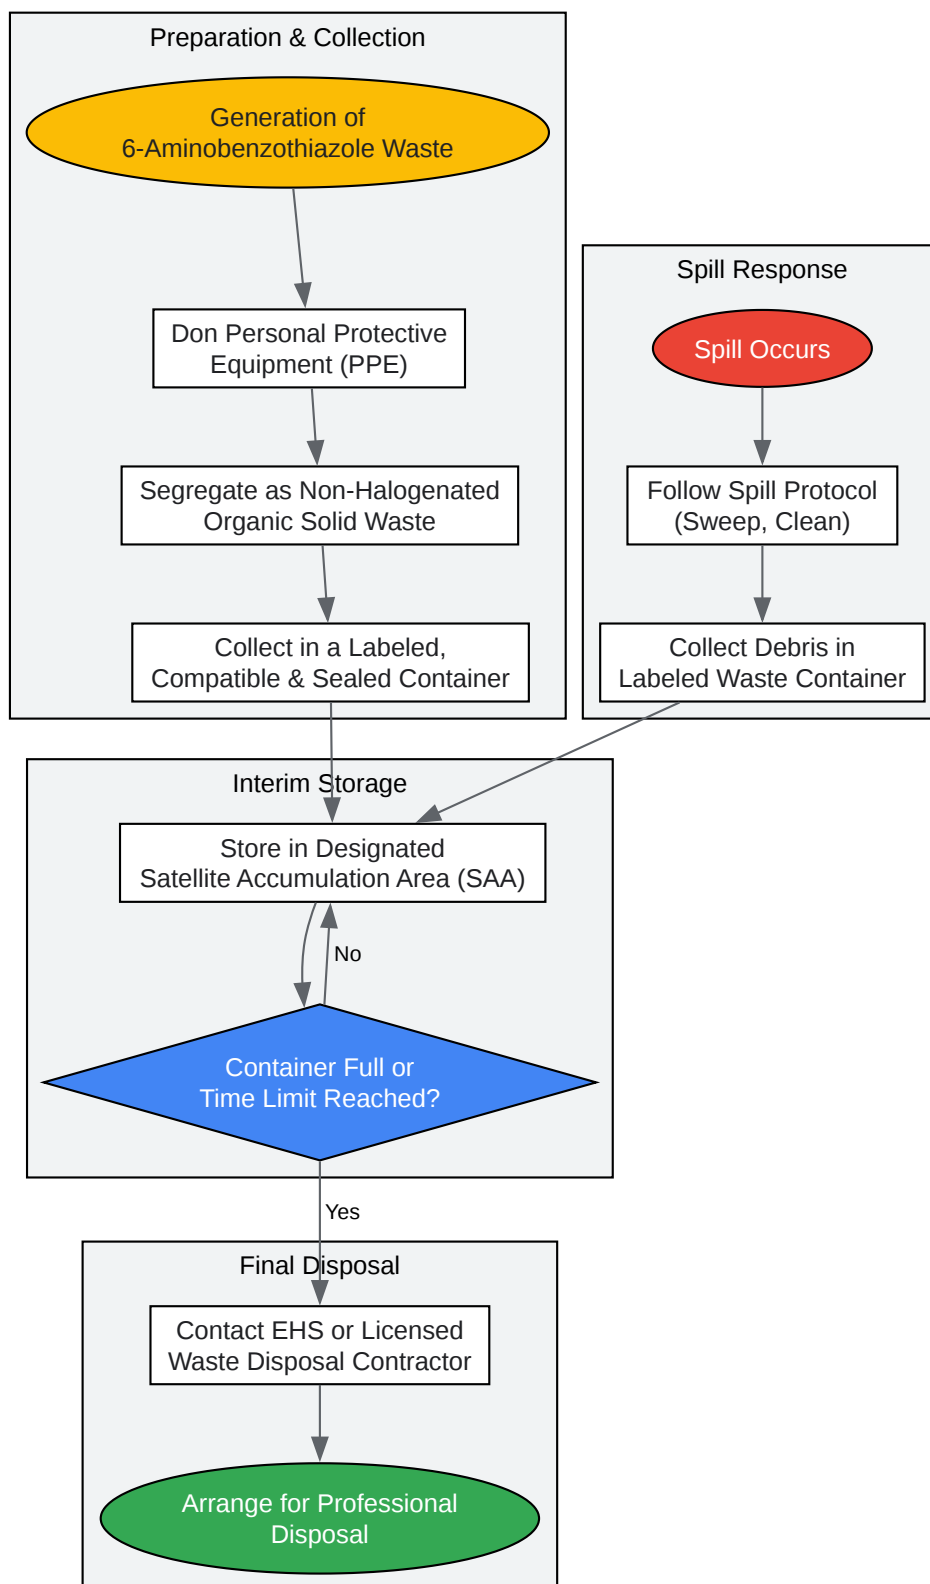 Preparation & Collection
Generation of
6-Aminobenzothiazole Waste
Don Personal Protective
Equipment (PPE)
Segregate as Non-Halogenated
Organic Solid Waste
Collect in a Labeled,
Compatible & Sealed Container
Spill Response
Spill Occurs
Follow Spill Protocol
(Sweep, Clean)
Collect Debris in
Labeled Waste Container
Interim Storage
Store in Designated
Satellite Accumulation Area (SAA)
No
Container Full or
Time Limit Reached?
Yes
Final Disposal
Contact EHS or Licensed
Waste Disposal Contractor
Arrange for Professional
Disposal